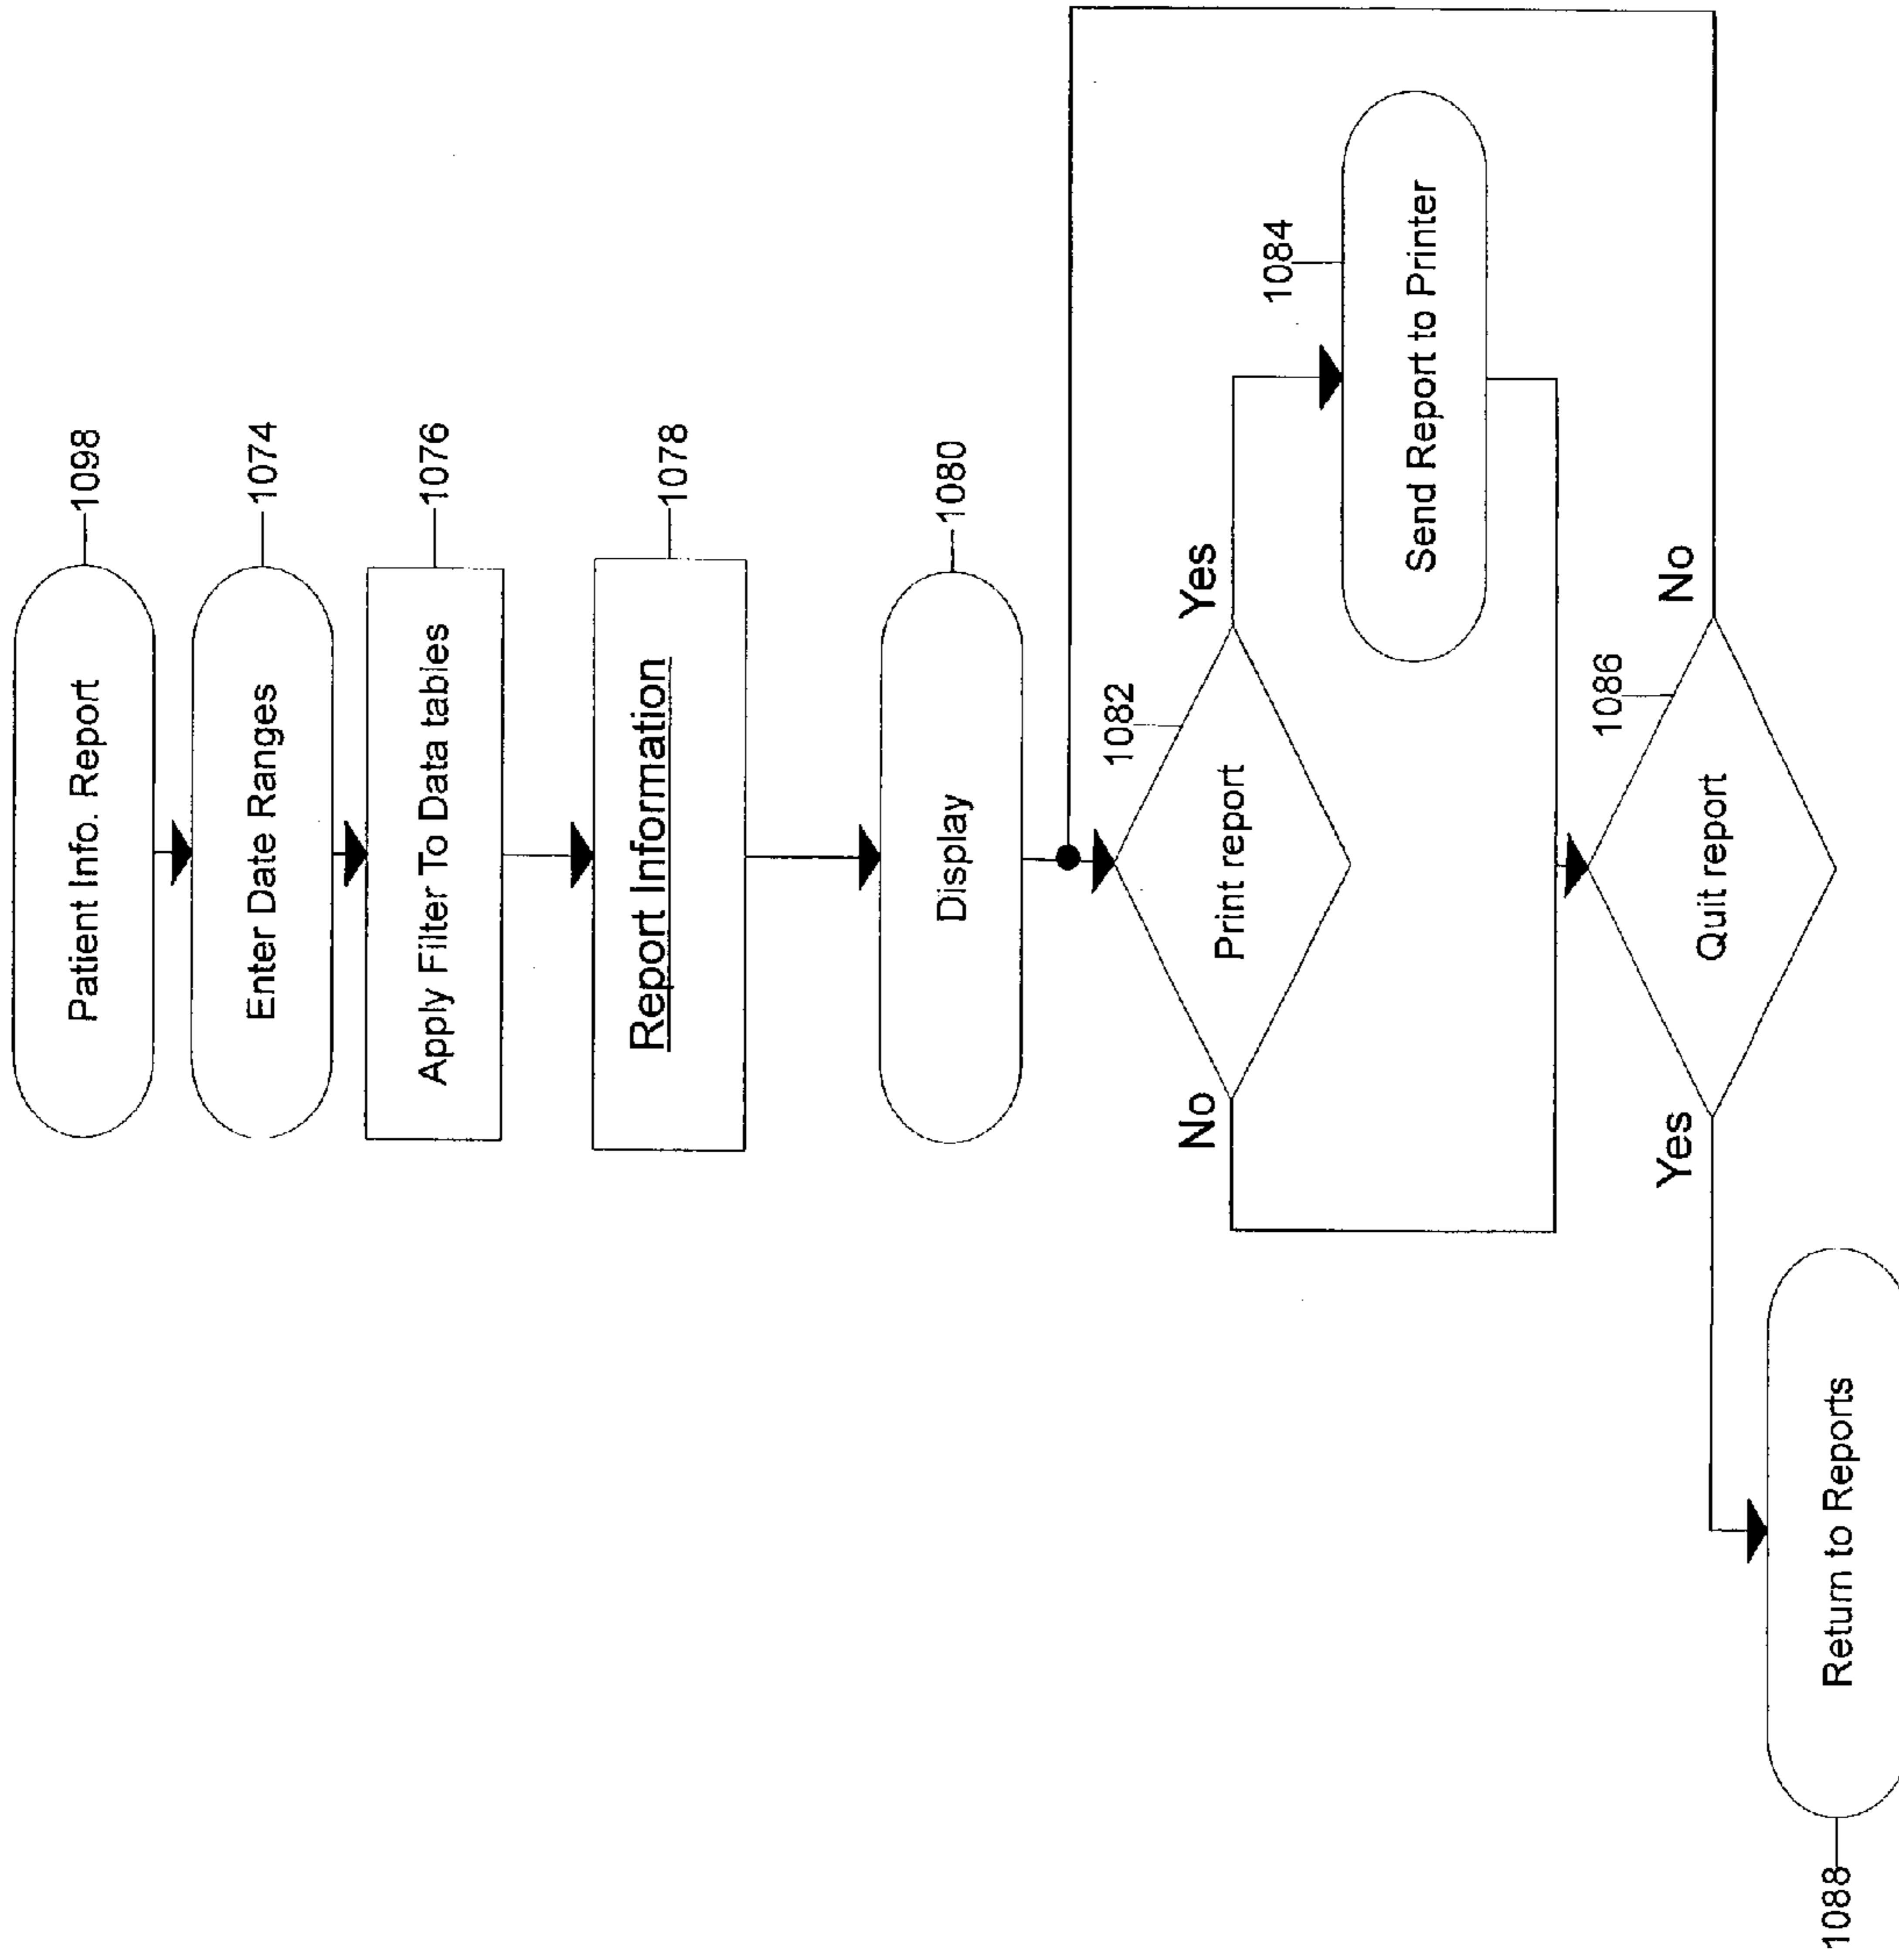 Patient Info. Report
1098
Enter Date Ranges
1074
Apply Filter To Data tables
1076
Report Information
1078
Display
1080
Print report
1082
Yes
No
Send Report to Printer
1084
Quit report
1086
No
Yes
Return to Reports
1088